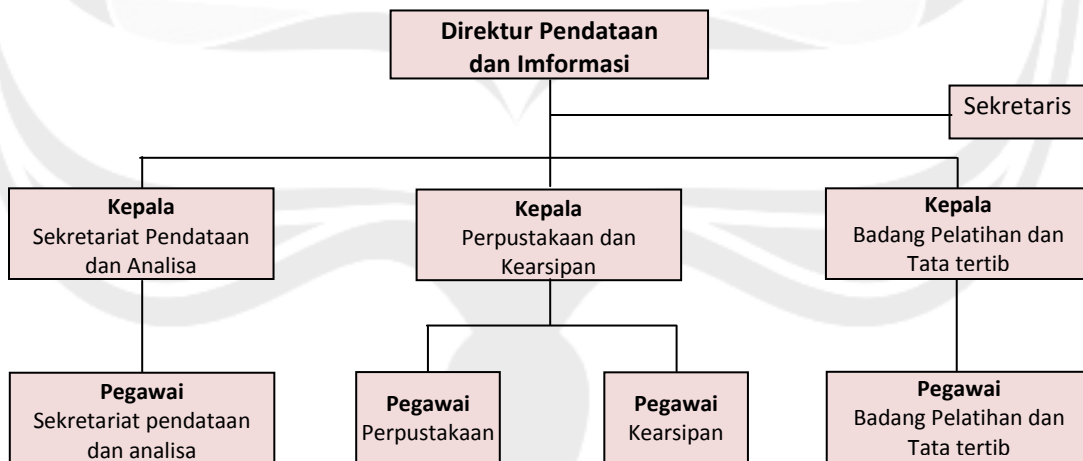 Direktur Pendataan
dan Imformasi
Sekretaris
Kepala
Sekretariat Pendataan
dan Analisa
Kepala
Perpustakaan dan
Kearsipan
Kepala
Badang Pelatihan dan
Tata tertib
Pegawai
Sekretariat pendataan
dan analisa
Pegawai
Perpustakaan
Pegawai
Kearsipan
Pegawai
Badang Pelatihan dan
Tata tertib